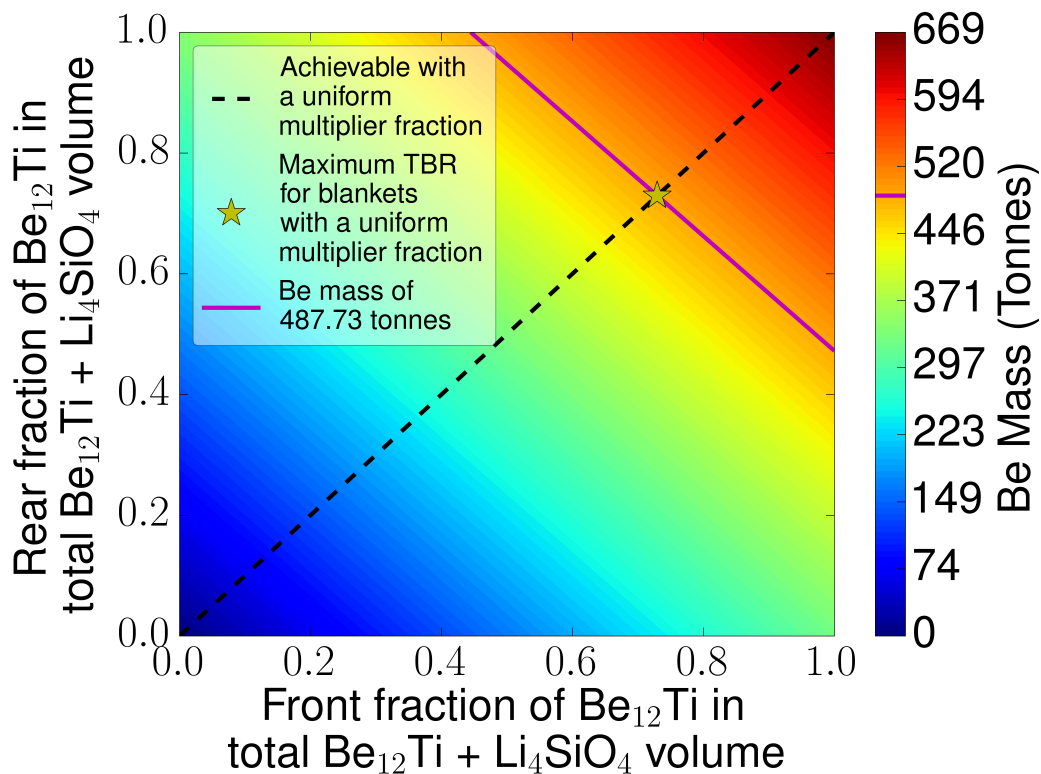 1.0
0.8
0.6
0.4
0.2
0.0
Rear fraction of Be₁₂Ti in
total Be₁₂Ti + Li₄SiO₄ volume
Achievable with
a uniform
multiplier fraction
Maximum TBR
for blankets
with a uniform
multiplier fraction
Be mass of
487.73 tonnes
0.0 0.2 0.4 0.6 0.8 1.0
Front fraction of Be₁₂Ti in
total Be₁₂Ti + Li₄SiO₄ volume
669
594
520
446
371
297
223
149
74
0
Be Mass (Tonnes)